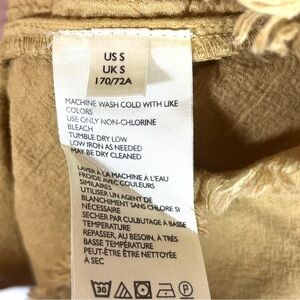 US S
UK S
170/72A
MACHINE WASH COLD WITH LIKE
COLORS
USE ONLY NON-CHLORINE
BLEACH
TUMBLE DRY LOW
LOW IRON AS NEEDED
MAY BE DRY CLEANED
LAVER À LA MACHINE À L'EAU
FROIDE AVEC COULEURS
SIMILAIRES
UTILISER UN AGENT DE
BLANCHIMENT SANS CHLORE SI
NÉCESSAIRE
SECHER PAR CULBUTAGE À BASSE
TEMPERATURE
REPASSER, AU BESOIN, À TRÈS
BASSE TEMPÉRATURE
PEUT-ÊTRE ÊTRE NETTOYÉE
À SEC
30